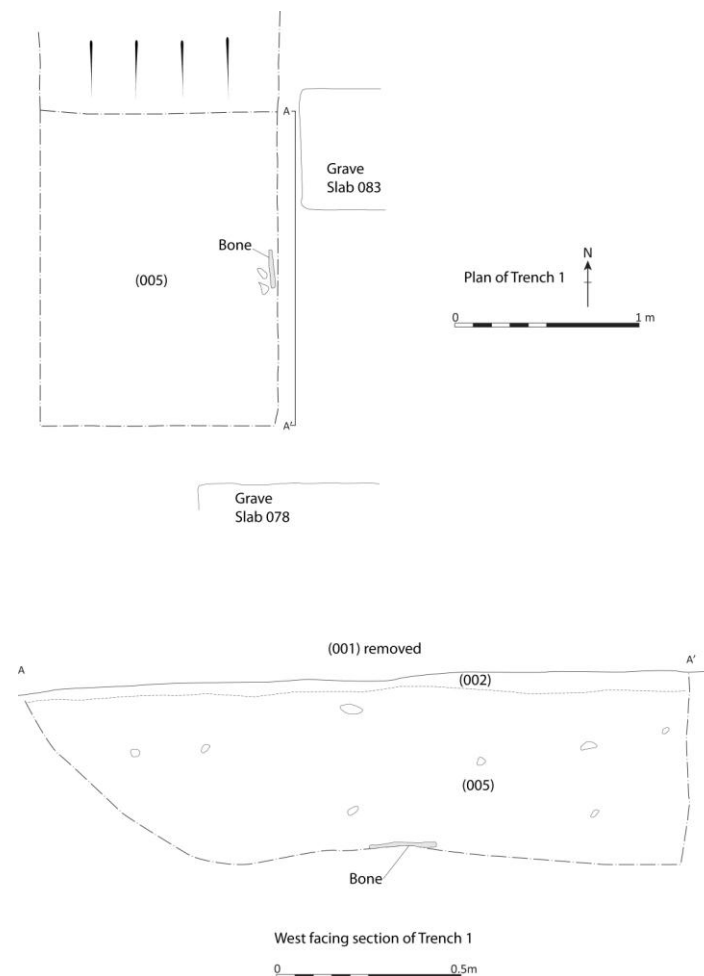 A
Grave
Slab 083
Bone
(005)
N
Plan of Trench 1
0 1 m
A'
Grave
Slab 078
(001) removed
A A'
(002)
(005)
Bone
West facing section of Trench 1
0 0.5m